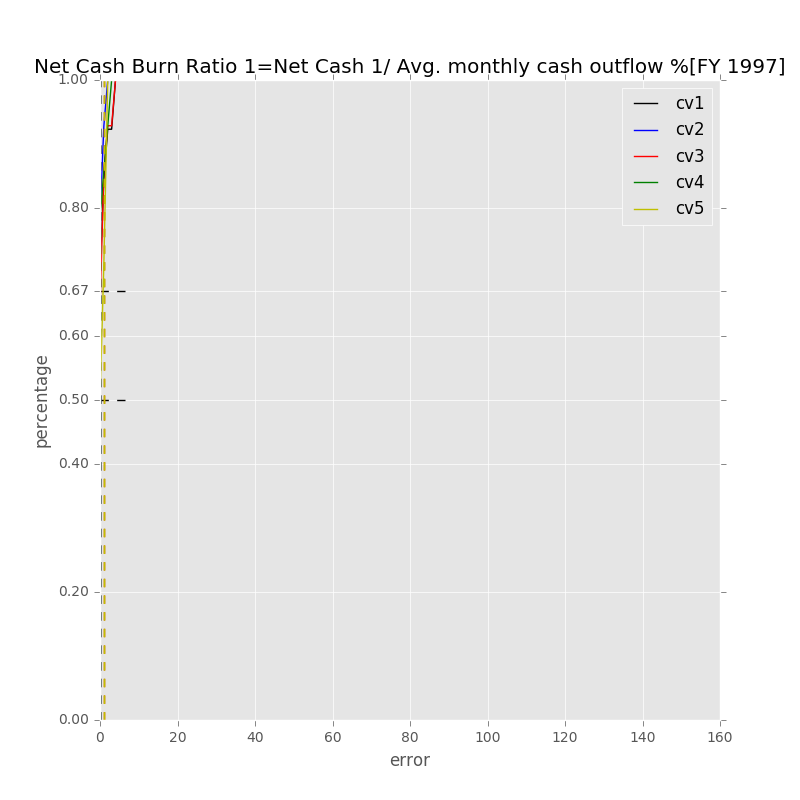 Net Cash Burn Ratio 1=Net Cash 1/ Avg. monthly cash outflow %[FY 1997]
1.00
cv1
cv2
cv3
cv4
cv5
0.80
0.67
0.60
0.50
0.40
0.20
0.00
percentage
0 20 40 60 80 100 120 140 160
error